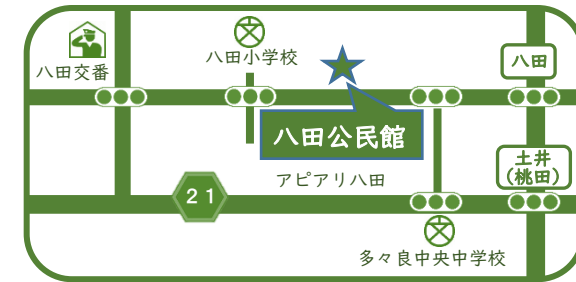 八田交番
八田小学校
八田
八田公民館
土井
(桃田)
アピアリ八田
21
多々良中央中学校